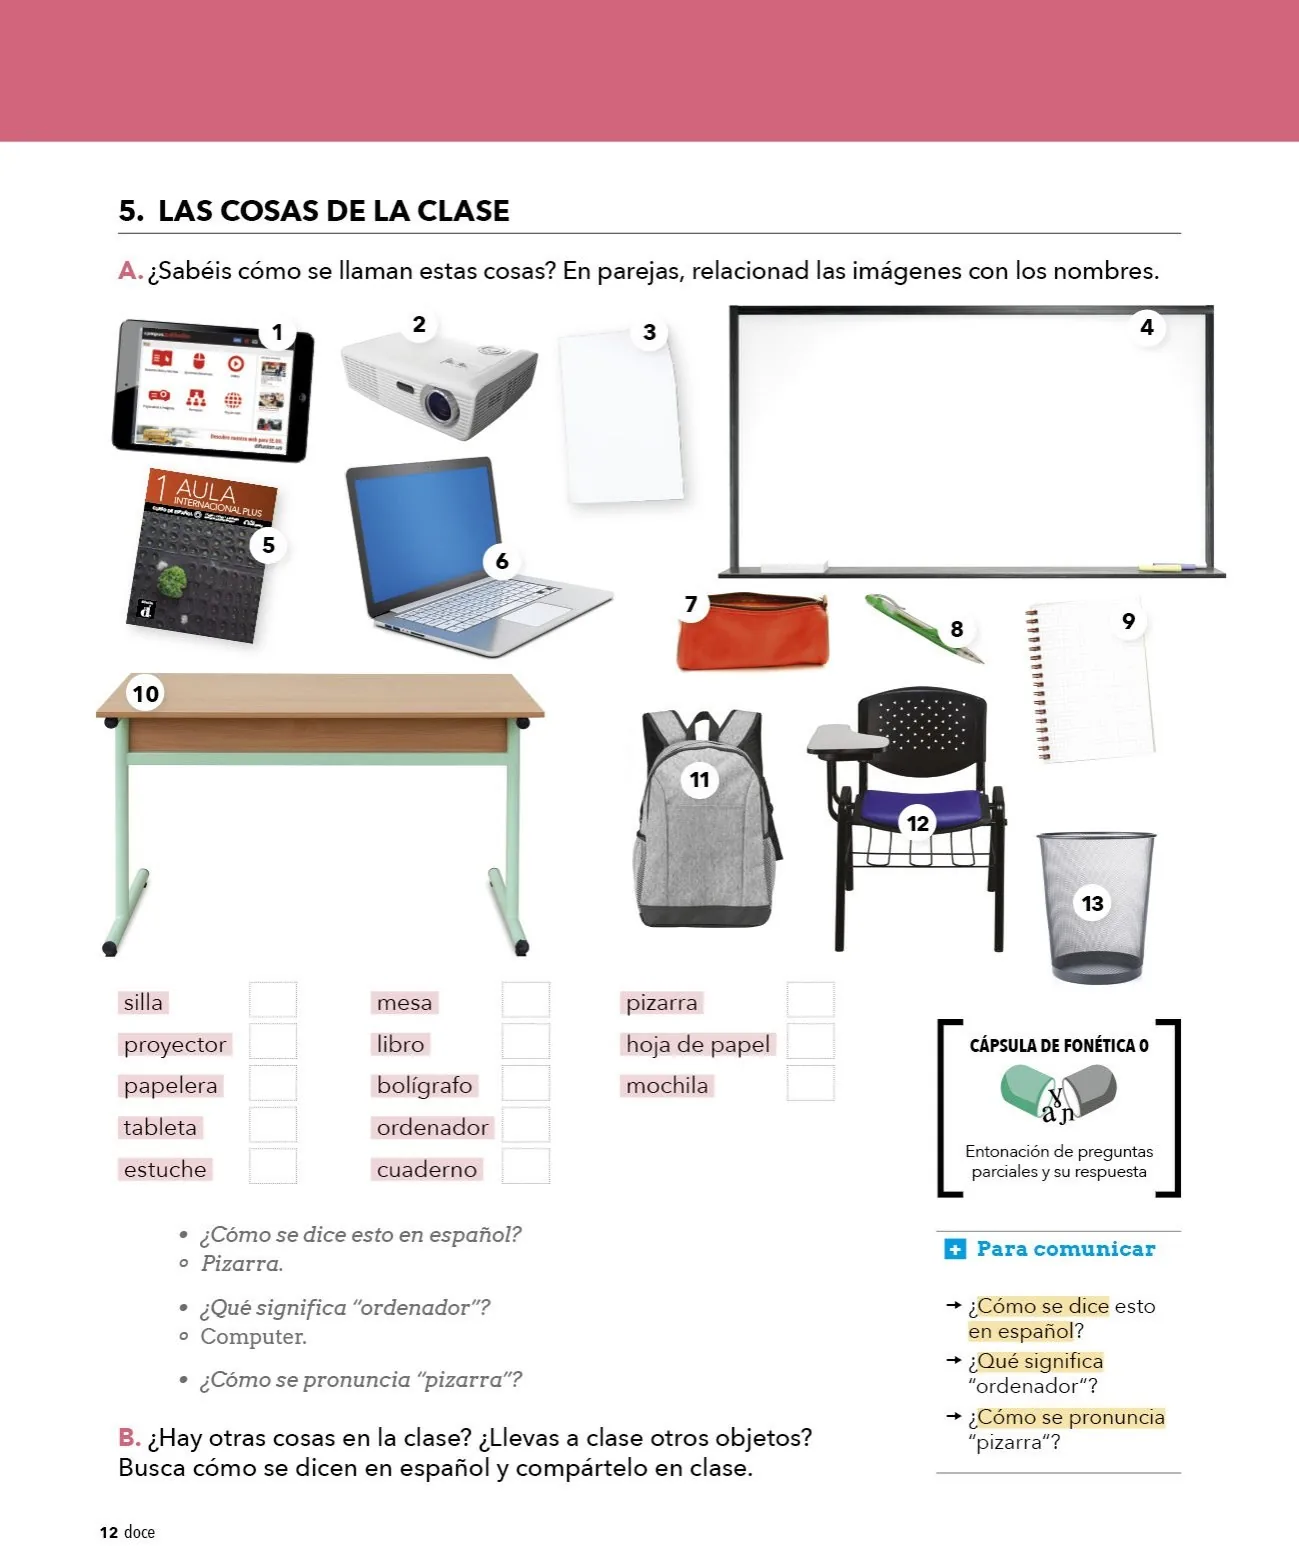 5. LAS COSAS DE LA CLASE
A. ¿Sabéis cómo se llaman estas cosas? En parejas, relacionad las imágenes con los nombres.
1
2
3
4
1 AULA
INTERNACIONAL PLUS
CURSO DE ESPAÑOL
5
6
7
8
9
10
11
12
13
silla
mesa
pizarra
proyector
libro
hoja de papel
papelera
bolígrafo
mochila
tableta
ordenador
estuche
cuaderno
• ¿Cómo se dice esto en español?
○ Pizarra.
• ¿Qué significa “ordenador”?
○ Computer.
• ¿Cómo se pronuncia “pizarra”?
B. ¿Hay otras cosas en la clase? ¿Llevas a clase otros objetos?
Busca cómo se dicen en español y compártelo en clase.
CÁPSULA DE FONÉTICA 0
Entonación de preguntas
parciales y su respuesta
+ Para comunicar
→ ¿Cómo se dice esto
en español?
→ ¿Qué significa
“ordenador“?
→ ¿Cómo se pronuncia
“pizarra“?
12 doce